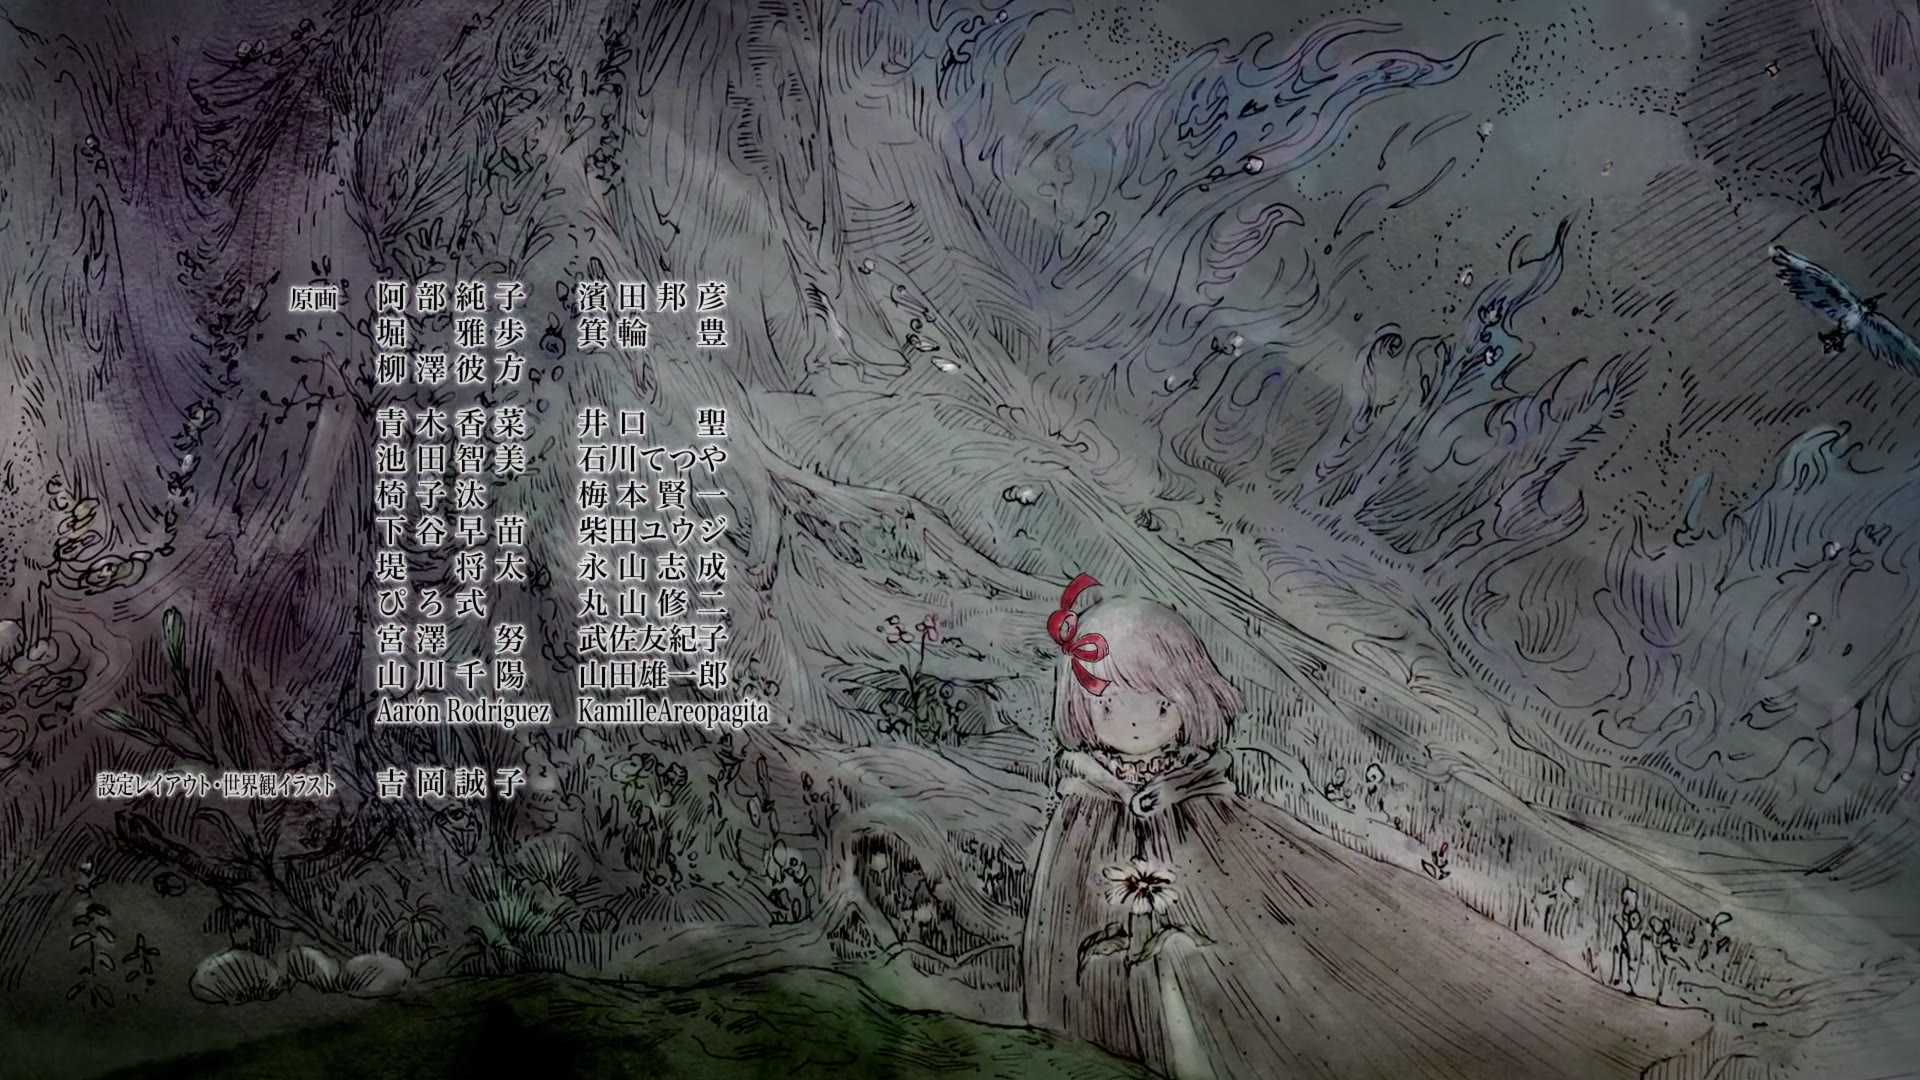 原画 阿部純子 濱田邦彦
堀 雅歩 箕輪 豊
柳澤彼方
青木香菜 井口 聖
池田智美 石川てつや
椅子汰 梅本賢一
下谷早苗 柴田ユウジ
堤 将太 永山志成
ぴろ式 丸山修二
宮澤 努 武佐友紀子
山川千陽 山田雄一郎
Aarón Rodríguez KamilleAreopagita
設定レイアウト・世界観イラスト 吉岡誠子